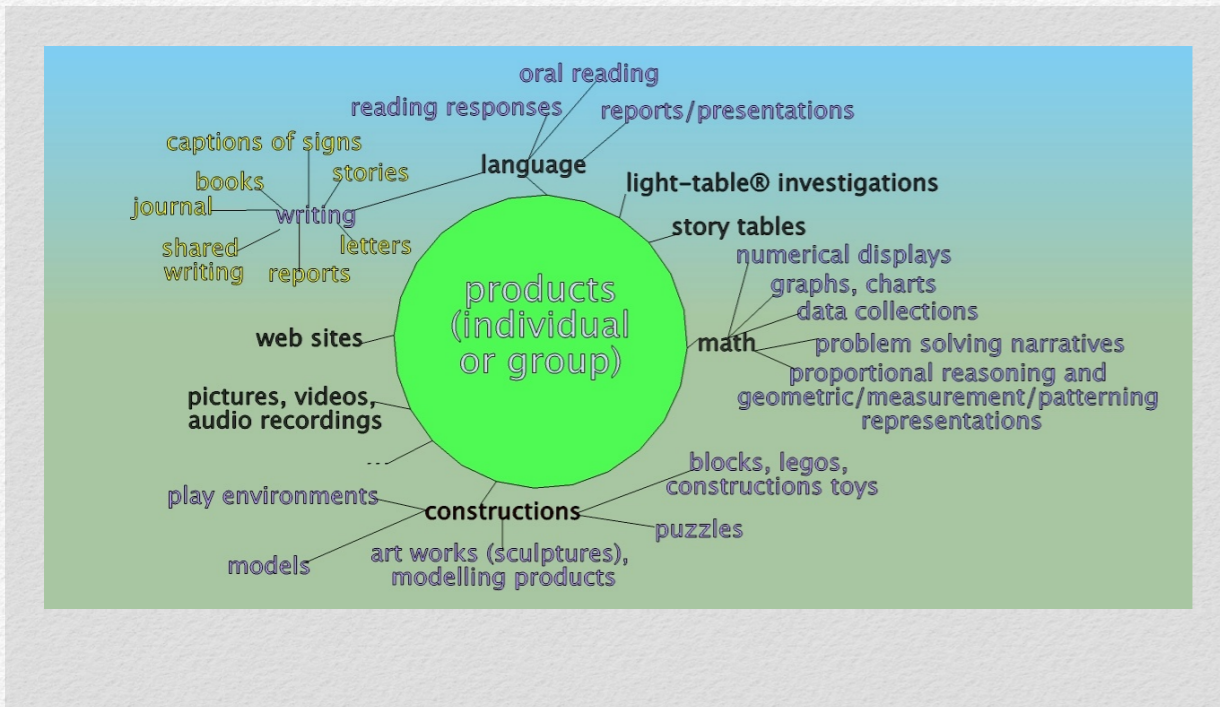 oral reading
reading responses
reports/presentations
captions of signs
language
stories
light-table® investigations
books
journal
writing
story tables
shared
writing
letters
reports
numerical displays
graphs, charts
products
(individual
or group)
data collections
web sites
math
problem solving narratives
proportional reasoning and
geometric/measurement/patterning
representations
pictures, videos,
audio recordings
...
blocks, legos,
constructions toys
play environments
constructions
puzzles
art works (sculptures),
modelling products
models